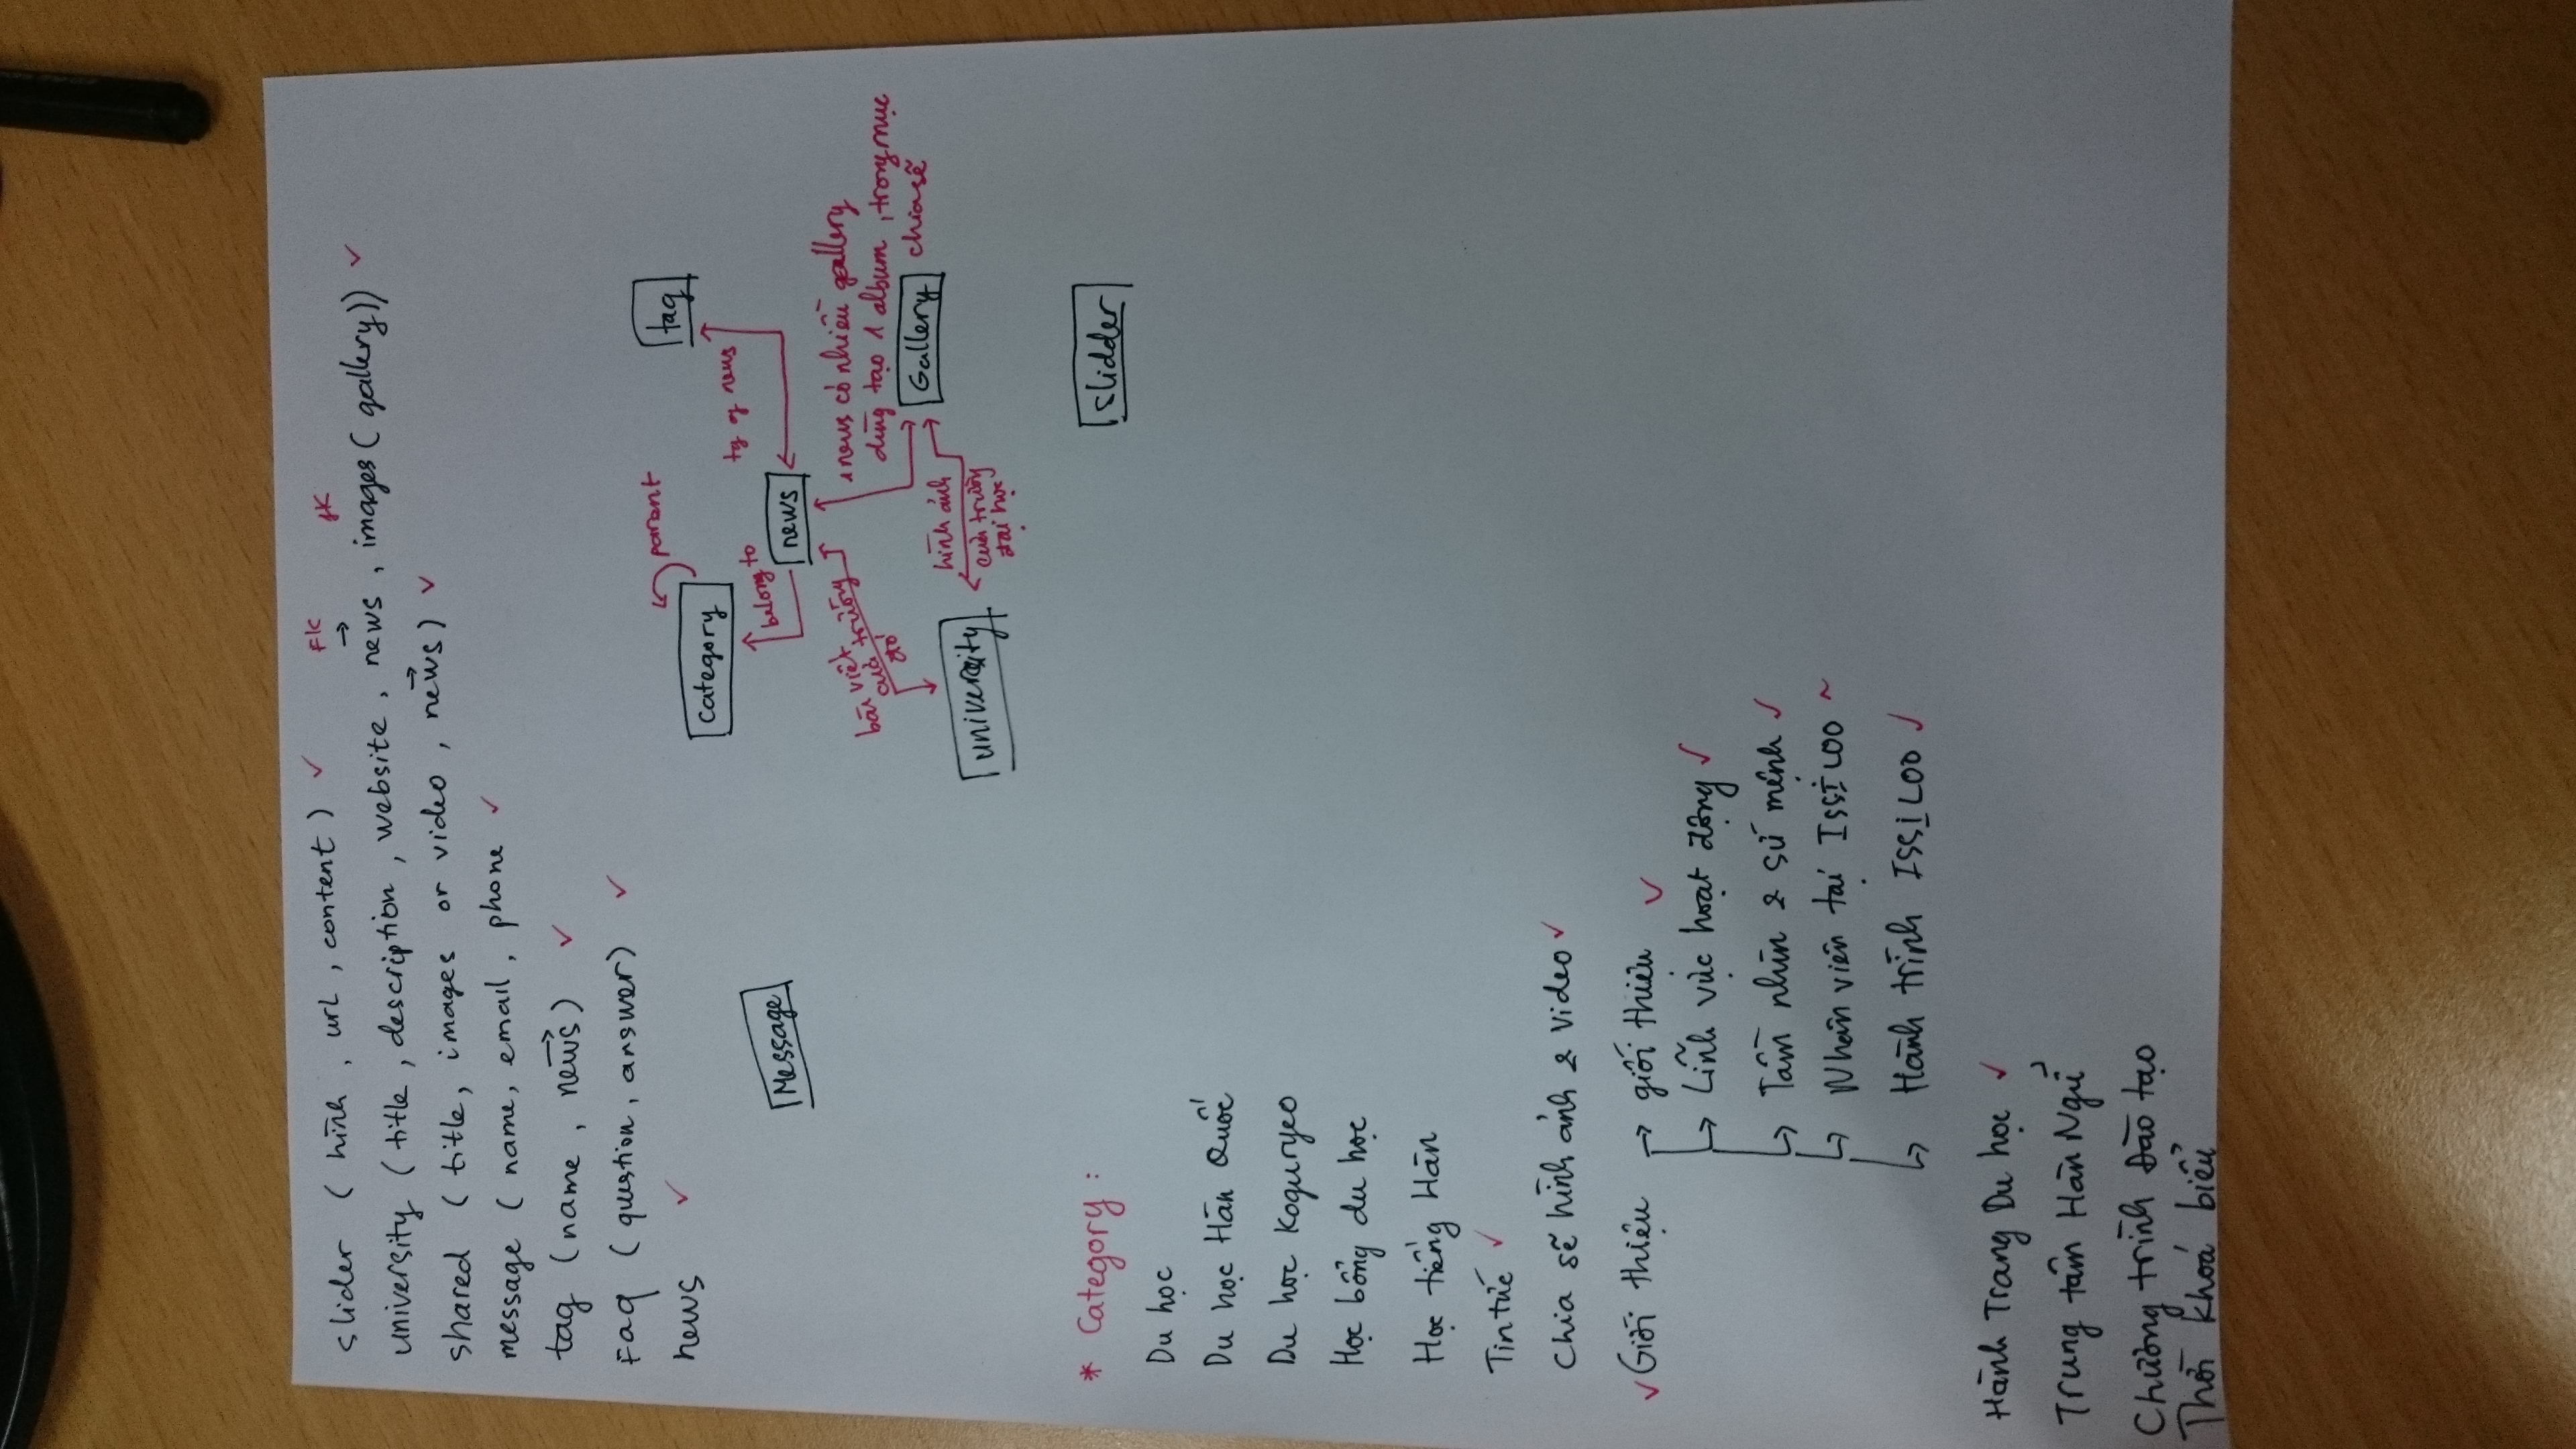 FK fK
slider ( hình , url , content ) ✓
university ( title , description , website , news , images ( gallery )) ✓
shared ( title , images or video , news ) ✓
message ( name, email , phone ✓
tag ( name , news ) ✓
Faq ( question , answer ) ✓
news ✓
parent
tag
Category
tg of news
belong to
Message
news
bài viết
của trường
đó
1 news có nhiều gallery
dùng tạo 1 album , trong mục
chia sẽ
Gallery
hình ảnh
của trường
đại học
university
slidder
* Category :
Du học
Du học Hàn Quốc
Du học Koguryeo
Học bổng du học
Học tiếng Hàn
Tin tức ✓
Chia sẽ hình ảnh & Video ✓
✓ Giới thiệu → giới thiệu ✓
↳ Lĩnh vực hoạt động ✓
↳ Tầm nhìn & sứ mệnh ✓
↳ Nhân viên tại ISSiLOO ~
↳ Hành trình ISSiLOO ✓
Hành Trang Du học ✓
Trung tâm Hàn Ngữ
Chương trình Đào tạo
Thời khoá biểu